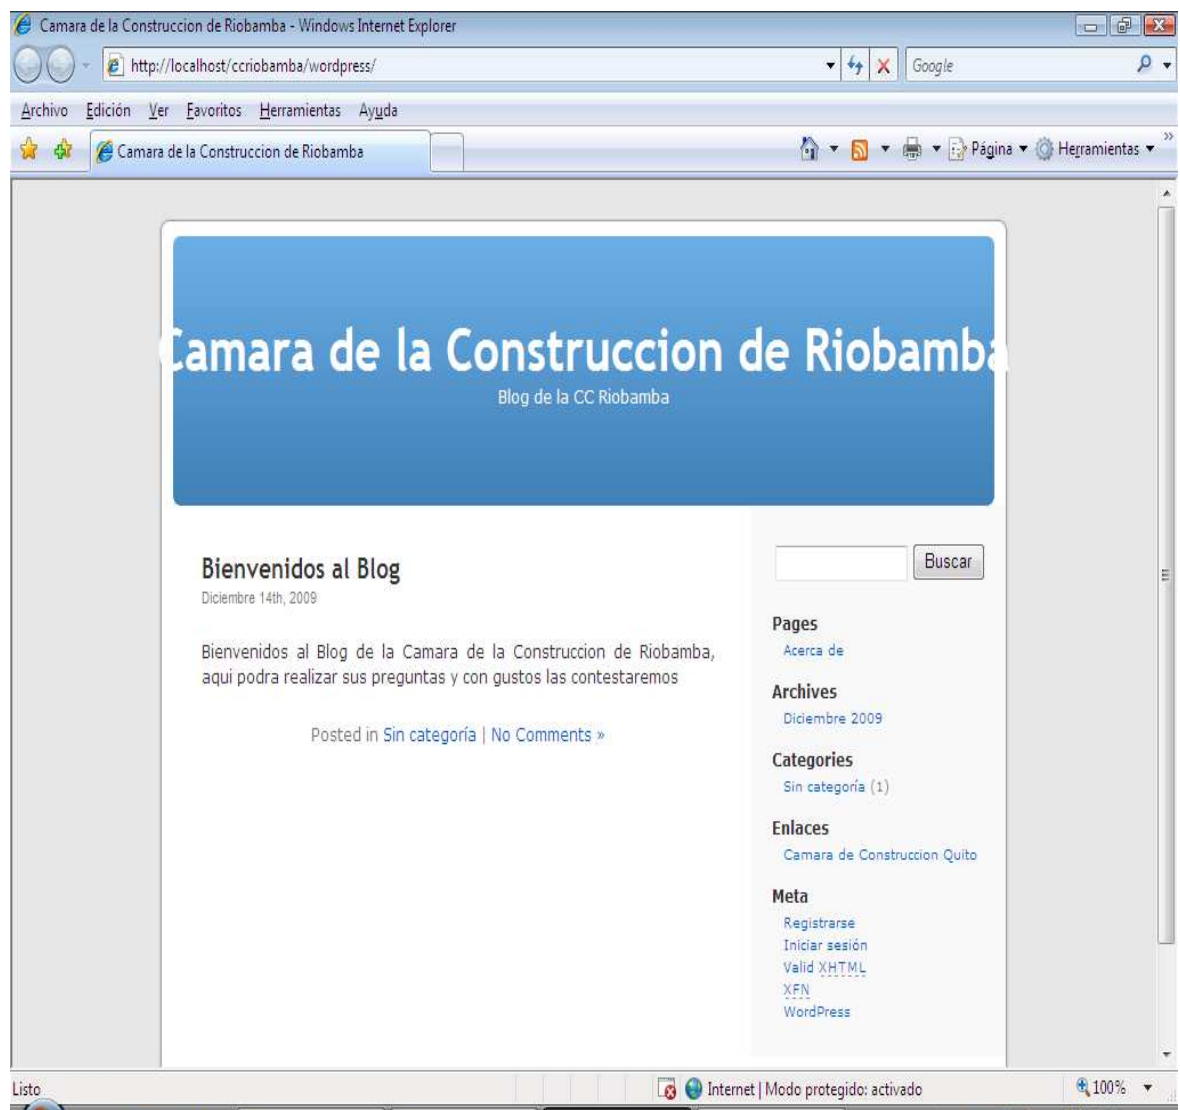 Camara de la Construccion de Riobamba - Windows Internet Explorer
http://localhost/ccriobamba/wordpress/
Google
Archivo Edición Ver Favoritos Herramientas Ayuda
Camara de la Construccion de Riobamba
Página Herramientas
Camara de la Construccion de Riobamba
Blog de la CC Riobamba
Bienvenidos al Blog
Diciembre 14th, 2009
Bienvenidos al Blog de la Camara de la Construccion de Riobamba,
aqui podra realizar sus preguntas y con gustos las contestaremos
Posted in Sin categoría | No Comments »
Buscar
Pages
Acerca de
Archives
Diciembre 2009
Categories
Sin categoría (1)
Enlaces
Camara de Construccion Quito
Meta
Registrarse
Iniciar sesión
Valid XHTML
XFN
WordPress
Listo
Internet | Modo protegido: activado
100%